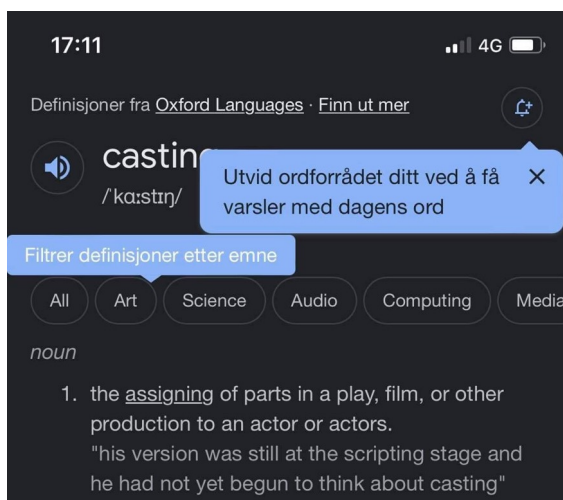 17:11 4G
Definisjoner fra Oxford Languages · Finn ut mer
casting
Utvid ordforrådet ditt ved å få
varsler med dagens ord
/ˈkɑːstɪŋ/
Filtrer definisjoner etter emne
All Art Science Audio Computing Media
noun
1. the assigning of parts in a play, film, or other
production to an actor or actors.
"his version was still at the scripting stage and
he had not yet begun to think about casting"